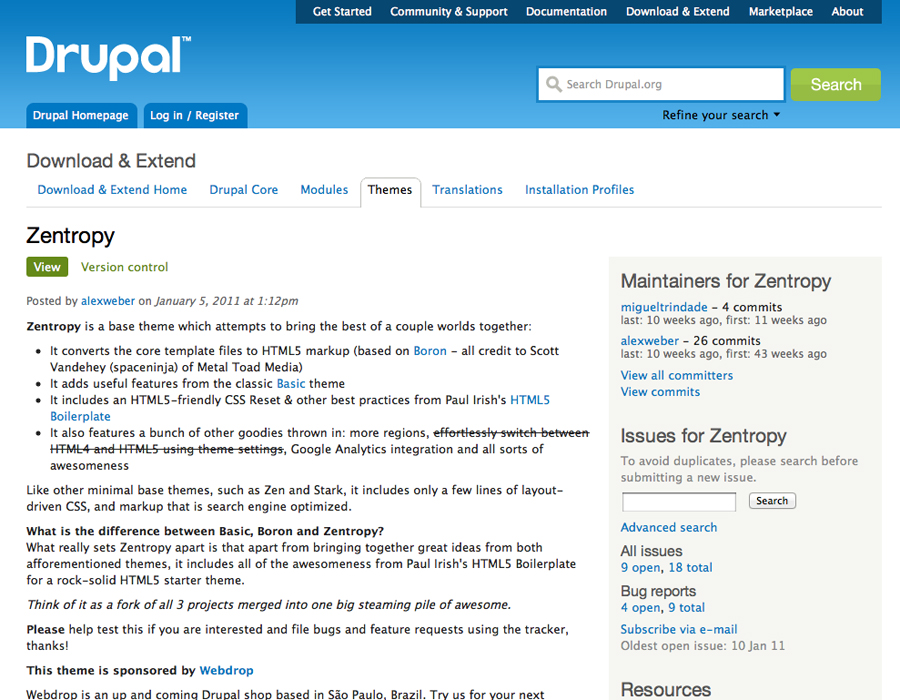 Get Started Community & Support Documentation Download & Extend Marketplace About
Drupal™
Search Drupal.org
Search
Refine your search
Drupal Homepage
Log in / Register
Download & Extend
Download & Extend Home Drupal Core Modules Themes Translations Installation Profiles
Zentropy
View Version control
Posted by alexweber on January 5, 2011 at 1:12pm
Zentropy is a base theme which attempts to bring the best of a couple worlds together:
• It converts the core template files to HTML5 markup (based on Boron – all credit to Scott
Vandehey (spaceninja) of Metal Toad Media)
• It adds useful features from the classic Basic theme
• It includes an HTML5-friendly CSS Reset & other best practices from Paul Irish's HTML5
Boilerplate
• It also features a bunch of other goodies thrown in: more regions, effortlessly switch between
HTML4 and HTML5 using theme settings, Google Analytics integration and all sorts of
awesomeness
Like other minimal base themes, such as Zen and Stark, it includes only a few lines of layout-
driven CSS, and markup that is search engine optimized.
What is the difference between Basic, Boron and Zentropy?
What really sets Zentropy apart is that apart from bringing together great ideas from both
afforementioned themes, it includes all of the awesomeness from Paul Irish's HTML5 Boilerplate
for a rock-solid HTML5 starter theme.
Think of it as a fork of all 3 projects merged into one big steaming pile of awesome.
Please help test this if you are interested and file bugs and feature requests using the tracker,
thanks!
This theme is sponsored by Webdrop
Webdrop is an up and coming Drupal shop based in São Paulo, Brazil. Try us for your next
Maintainers for Zentropy
migueltrindade – 4 commits
last: 10 weeks ago, first: 11 weeks ago
alexweber – 26 commits
last: 10 weeks ago, first: 43 weeks ago
View all committers
View commits
Issues for Zentropy
To avoid duplicates, please search before
submitting a new issue.
Search
Advanced search
All issues
9 open, 18 total
Bug reports
4 open, 9 total
Subscribe via e-mail
Oldest open issue: 10 Jan 11
Resources